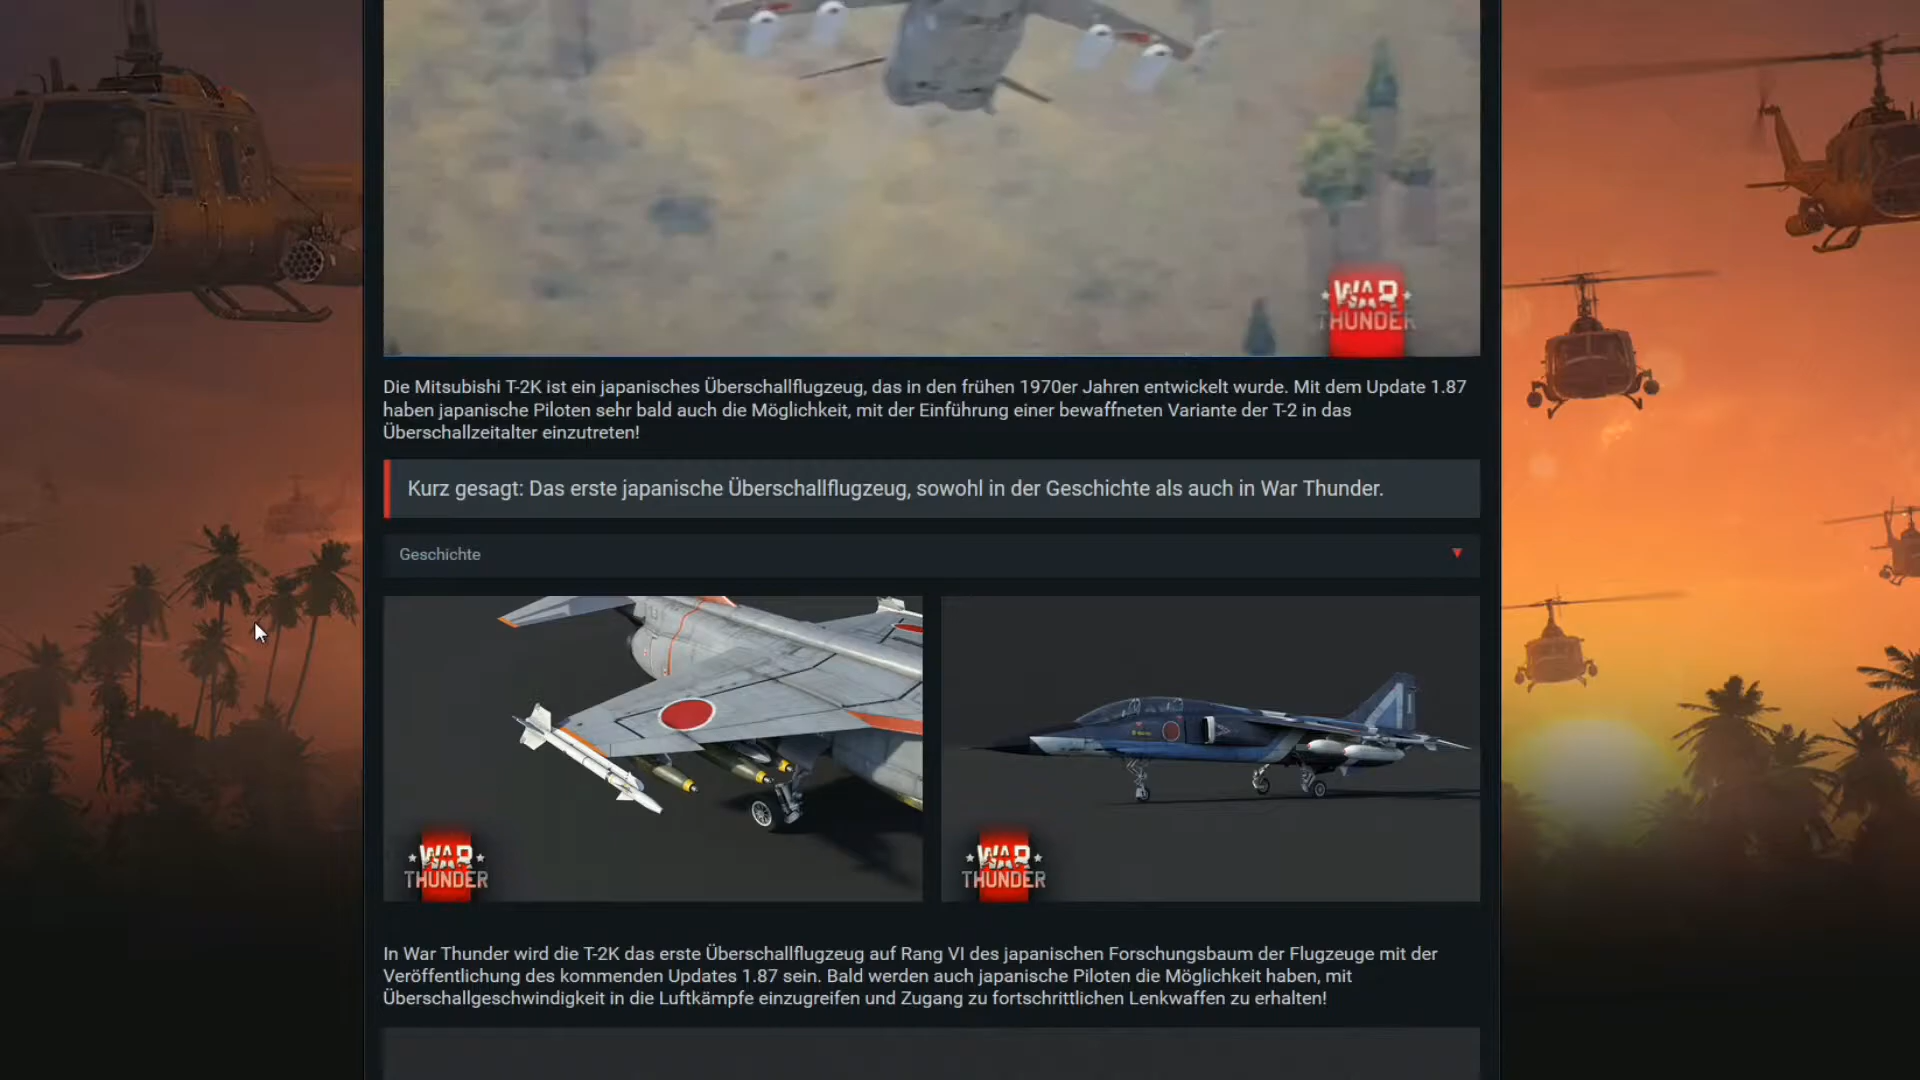 WAR
THUNDER
Die Mitsubishi T-2K ist ein japanisches Überschallflugzeug, das in den frühen 1970er Jahren entwickelt wurde. Mit dem Update 1.87
haben japanische Piloten sehr bald auch die Möglichkeit, mit der Einführung einer bewaffneten Variante der T-2 in das
Überschallzeitalter einzutreten!
Kurz gesagt: Das erste japanische Überschallflugzeug, sowohl in der Geschichte als auch in War Thunder.
Geschichte
WAR
THUNDER
WAR
THUNDER
In War Thunder wird die T-2K das erste Überschallflugzeug auf Rang VI des japanischen Forschungsbaum der Flugzeuge mit der
Veröffentlichung des kommenden Updates 1.87 sein. Bald werden auch japanische Piloten die Möglichkeit haben, mit
Überschallgeschwindigkeit in die Luftkämpfe einzugreifen und Zugang zu fortschrittlichen Lenkwaffen zu erhalten!